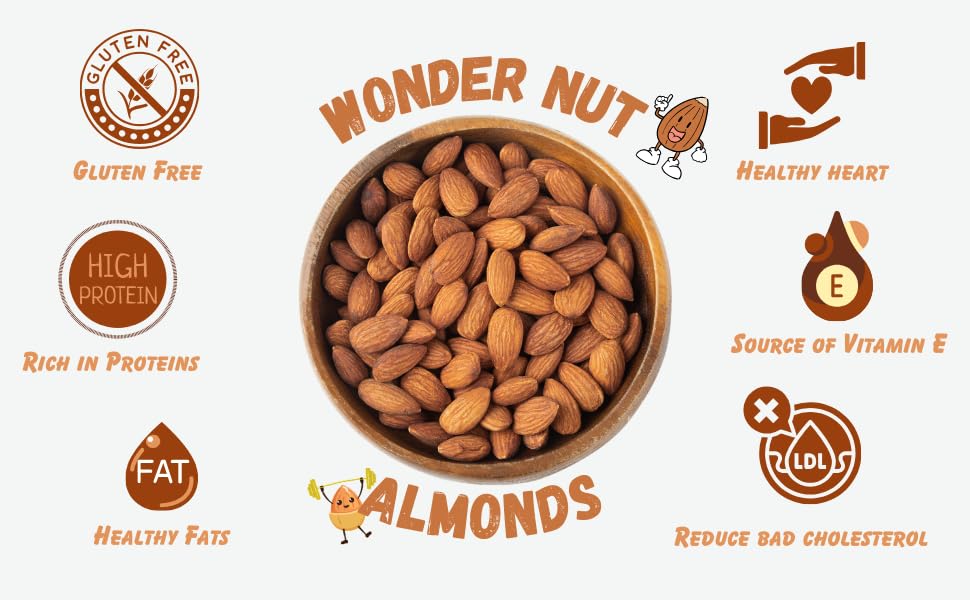 WONDER NUT
GLUTEN FREE
GLUTEN FREE
HIGH
PROTEIN
RICH IN PROTEINS
FAT
HEALTHY FATS
HEALTHY HEART
E
SOURCE OF VITAMIN E
LDL
REDUCE BAD CHOLESTEROL
ALMONDS